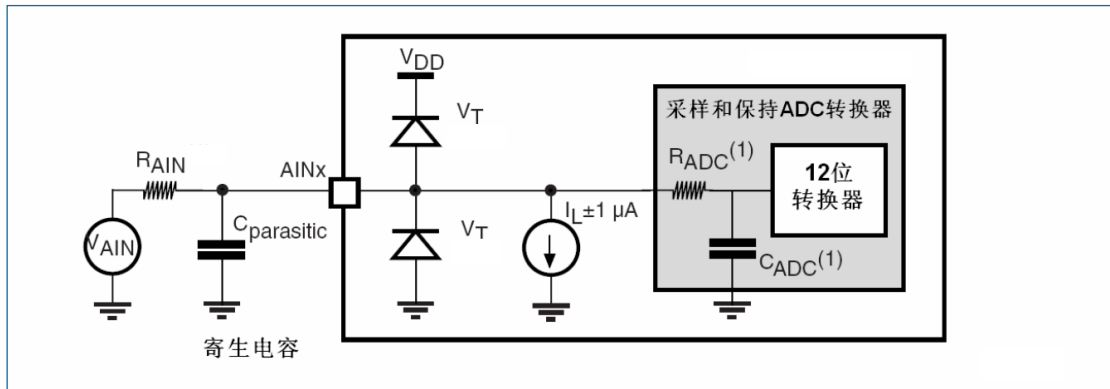 VDD
VT
采样和保持ADC转换器
RAIN
AINx
RADC(1)
12位
转换器
VAIN
Cparasitic
VT
IL±1 µA
CADC(1)
寄生电容